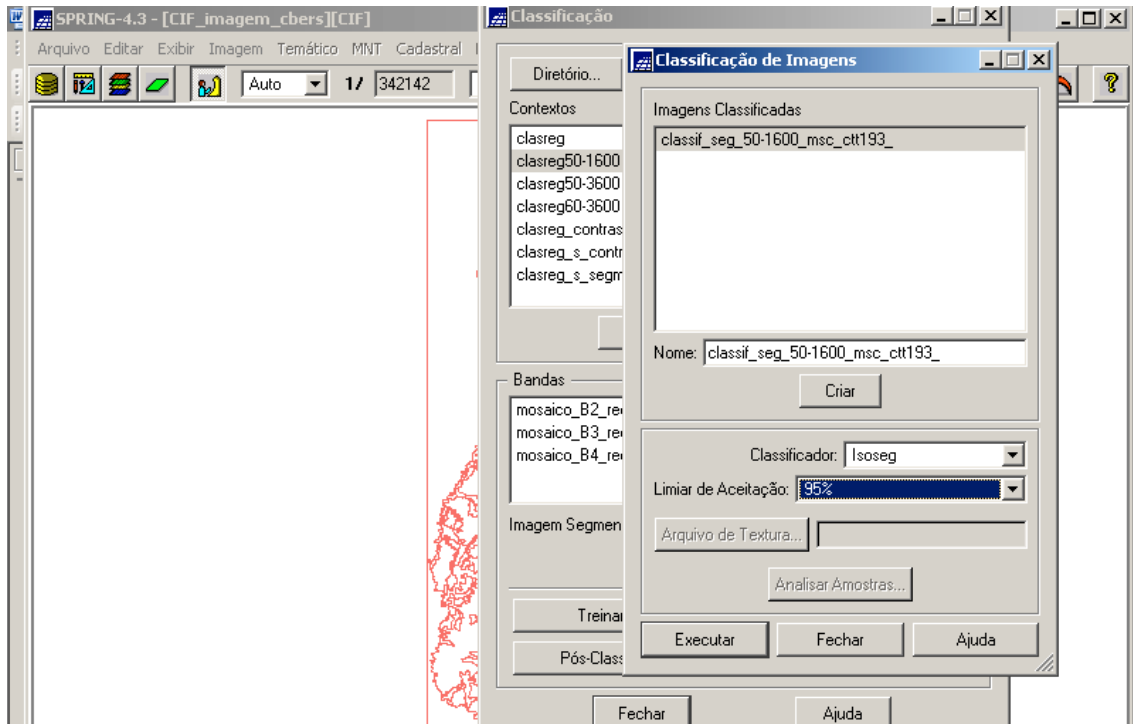 SPRING-4.3 - [CIF_imagem_cbers][CIF]
Arquivo Editar Exibir Imagem Temático MNT Cadastral
Auto 1/ 342142
Classificação
Diretório...
Contextos
clasreg
clasreg50-1600
clasreg50-3600
clasreg60-3600
clasreg_contras
clasreg_s_contr
clasreg_s_segm
Bandas
mosaico_B2_re
mosaico_B3_re
mosaico_B4_re
Imagem Segmen
Treina
Pós-Class
Fechar Ajuda
Classificação de Imagens
Imagens Classificadas
classif_seg_50-1600_msc_ctt193_
Nome: classif_seg_50-1600_msc_ctt193_
Criar
Classificador: Isoseg
Limiar de Aceitação: 95%
Arquivo de Textura...
Analisar Amostras...
Executar Fechar Ajuda